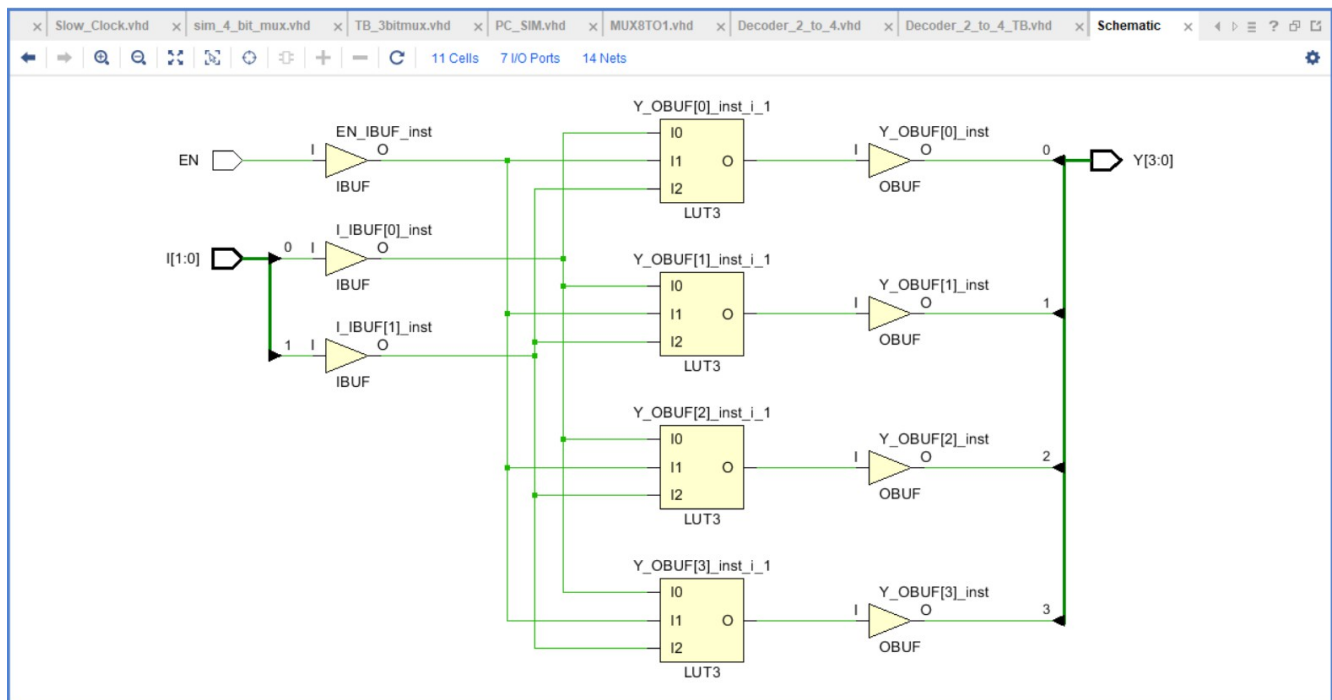 Slow_Clock.vhd sim_4_bit_mux.vhd TB_3bitmux.vhd PC_SIM.vhd MUX8TO1.vhd Decoder_2_to_4.vhd Decoder_2_to_4_TB.vhd Schematic
11 Cells 7 I/O Ports 14 Nets
Y_OBUF[0]_inst_i_1
EN_IBUF_inst I0 Y_OBUF[0]_inst
EN I O I1 O I O 0 Y[3:0]
IBUF I2 OBUF
LUT3
I_IBUF[0]_inst
I[1:0] 0 I O Y_OBUF[1]_inst_i_1
IBUF I0 Y_OBUF[1]_inst
I1 O I O 1
I_IBUF[1]_inst I2 OBUF
1 I O LUT3
IBUF
Y_OBUF[2]_inst_i_1
I0 Y_OBUF[2]_inst
I1 O I O 2
I2 OBUF
LUT3
Y_OBUF[3]_inst_i_1
I0 Y_OBUF[3]_inst
I1 O I O 3
I2 OBUF
LUT3